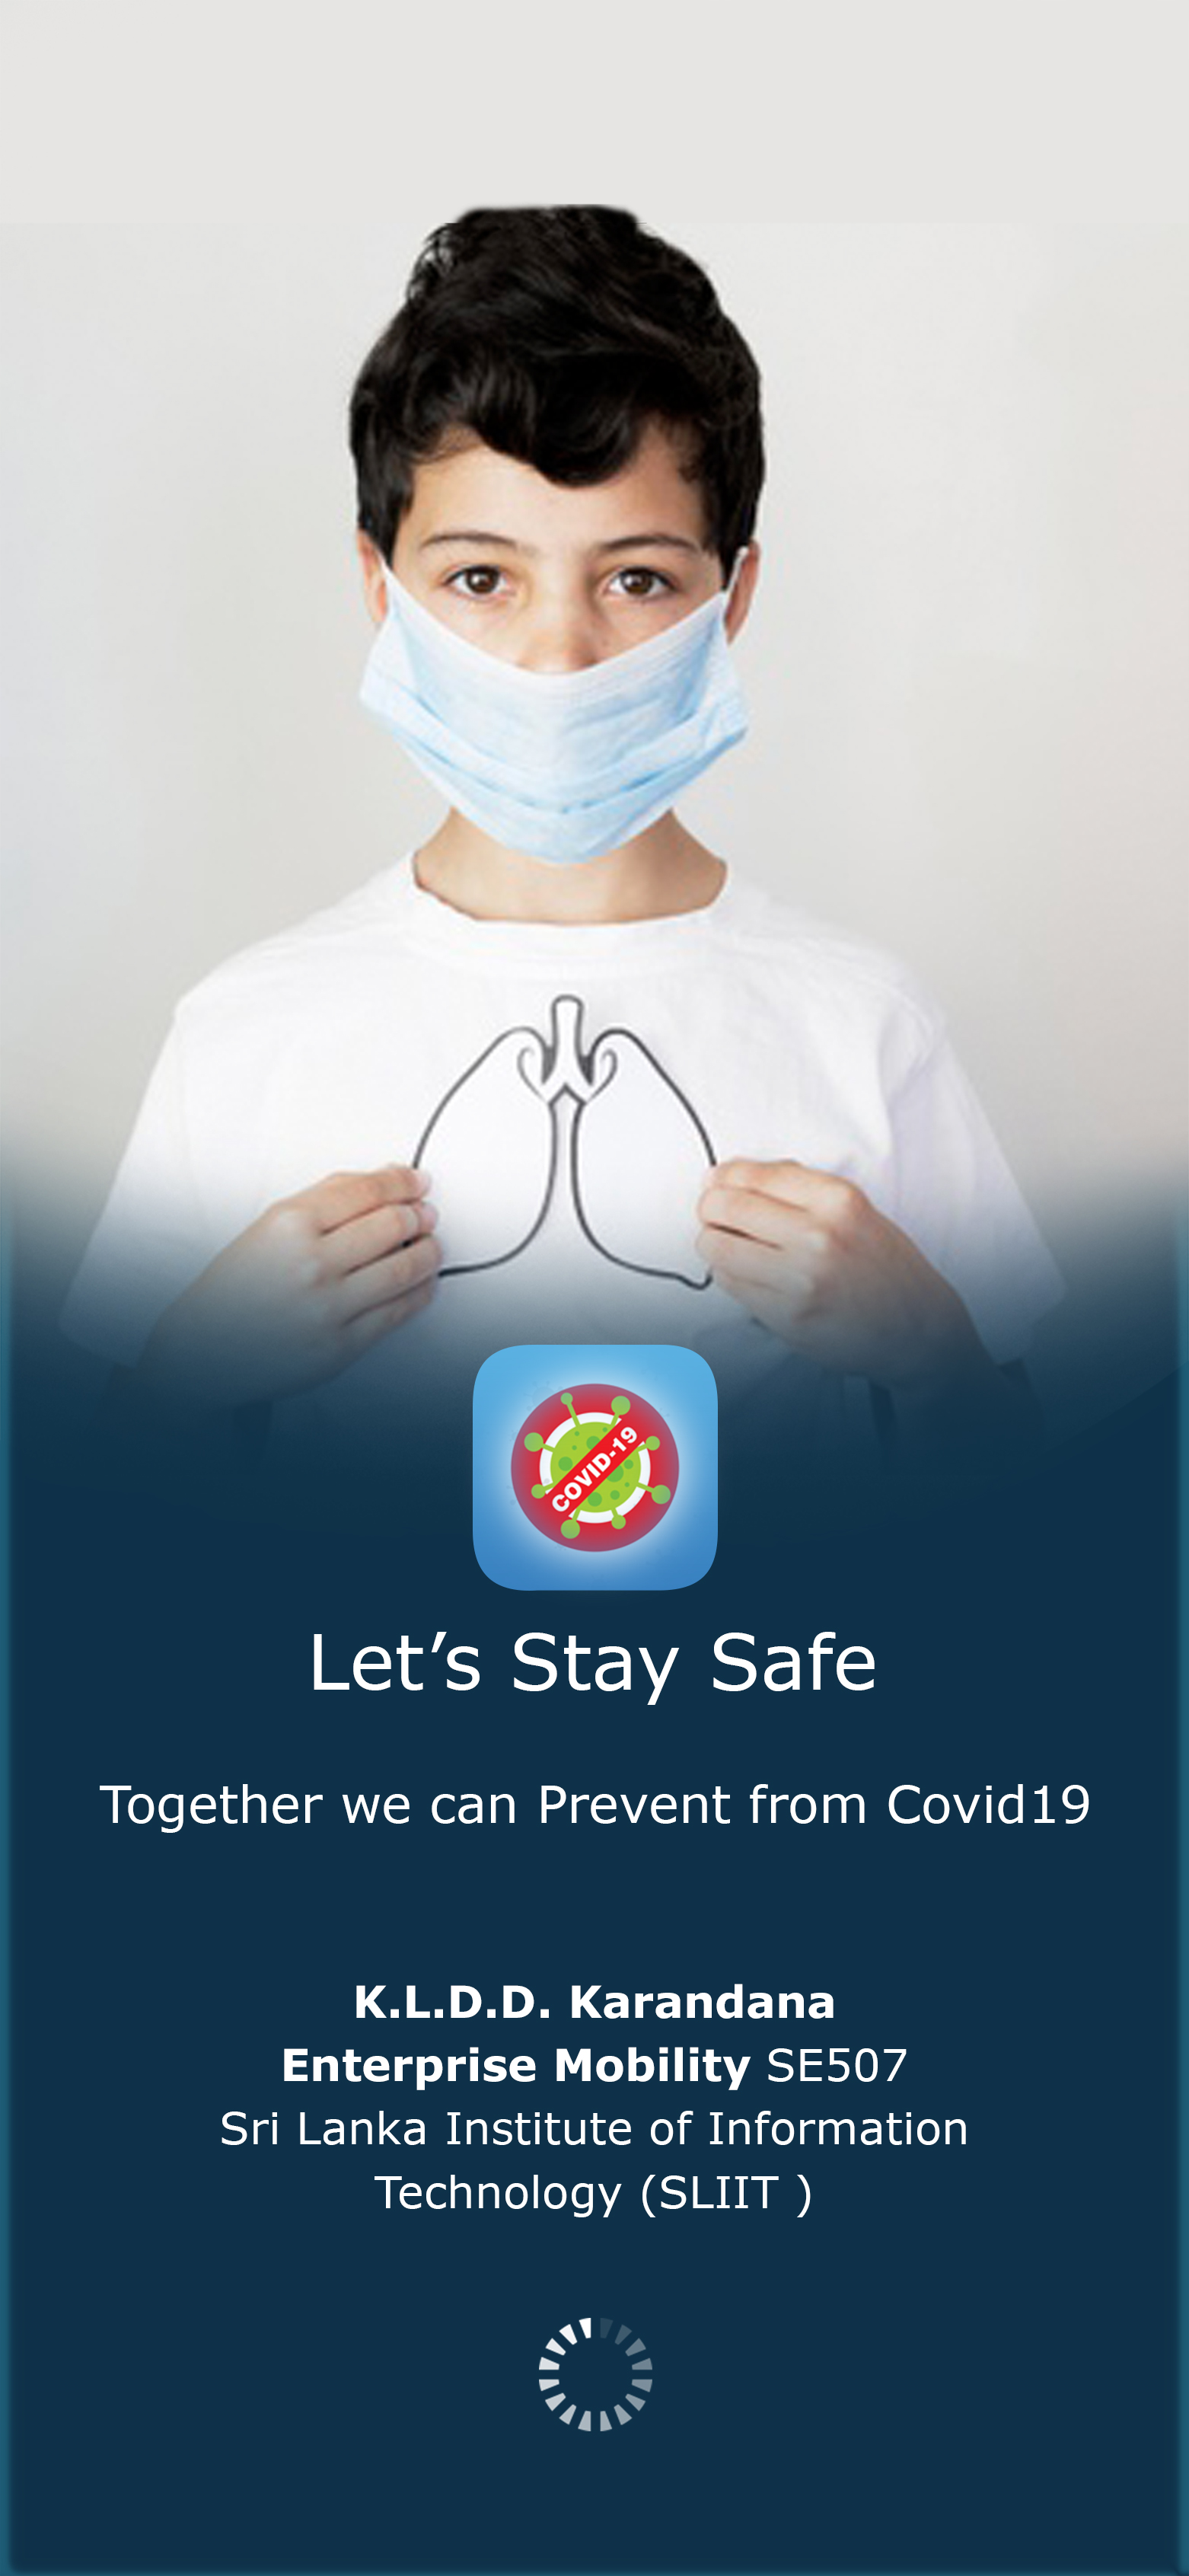 COVID-19
Let’s Stay Safe
Together we can Prevent from Covid19
K.L.D.D. Karandana
Enterprise Mobility SE507
Sri Lanka Institute of Information
Technology (SLIIT )